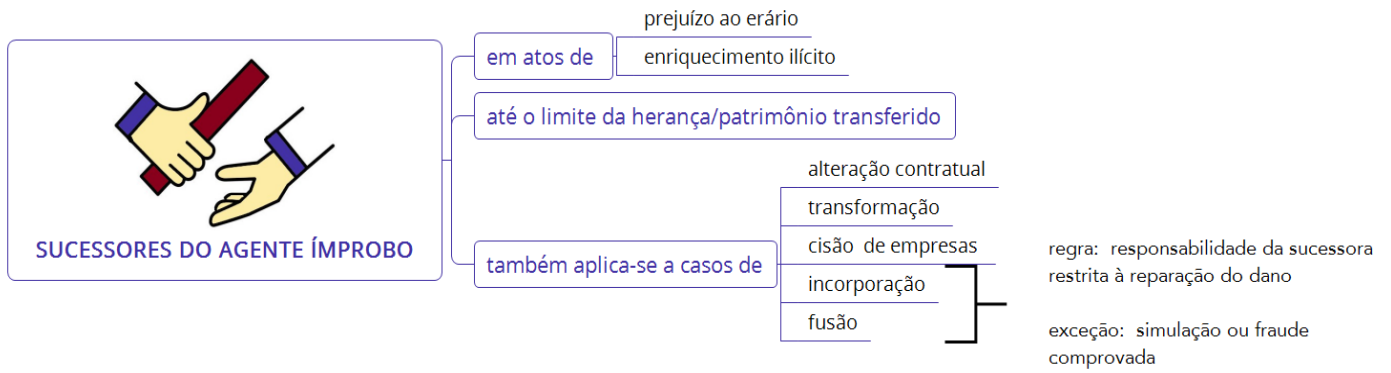 SUCESSORES DO AGENTE ÍMPROBO
em atos de
prejuízo ao erário
enriquecimento ilícito
até o limite da herança/patrimônio transferido
também aplica-se a casos de
alteração contratual
transformação
cisão de empresas
incorporação
fusão
regra: responsabilidade da sucessora
restrita à reparação do dano
exceção: simulação ou fraude
comprovada